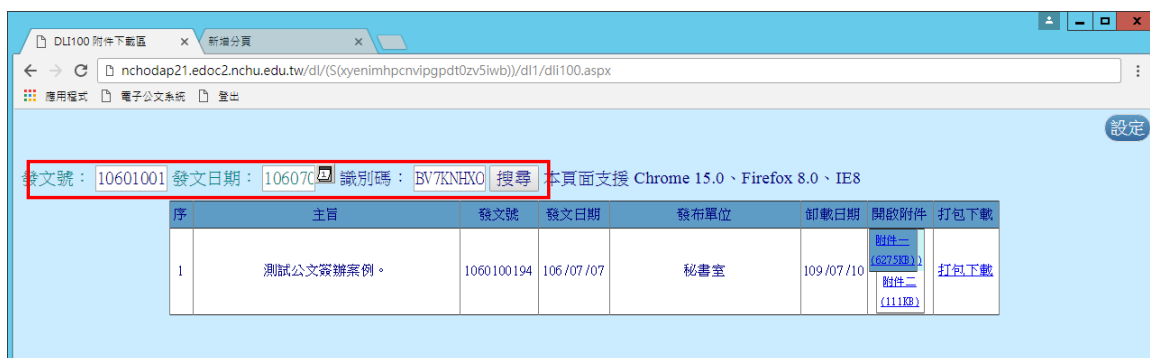 DLI100 附件下載區
新增分頁
nchodap21.edoc2.nchu.edu.tw/dl/(S(xyenimhpcnvipgpdt0zv5iwb))/dl1/dli100.aspx
應用程式 電子公文系統 登出
設定
發文號： 10601001 發文日期： 106070 識別碼： BV7KNHXO 搜尋 本頁面支援 Chrome 15.0、Firefox 8.0、IE8
序 主旨 發文號 發文日期 發布單位 卸載日期 開啟附件 打包下載
1 測試公文簽辦案例。 1060100194 106/07/07 秘書室 109/07/10 附件一 打包下載
(6275KB))
附件二
(111KB)